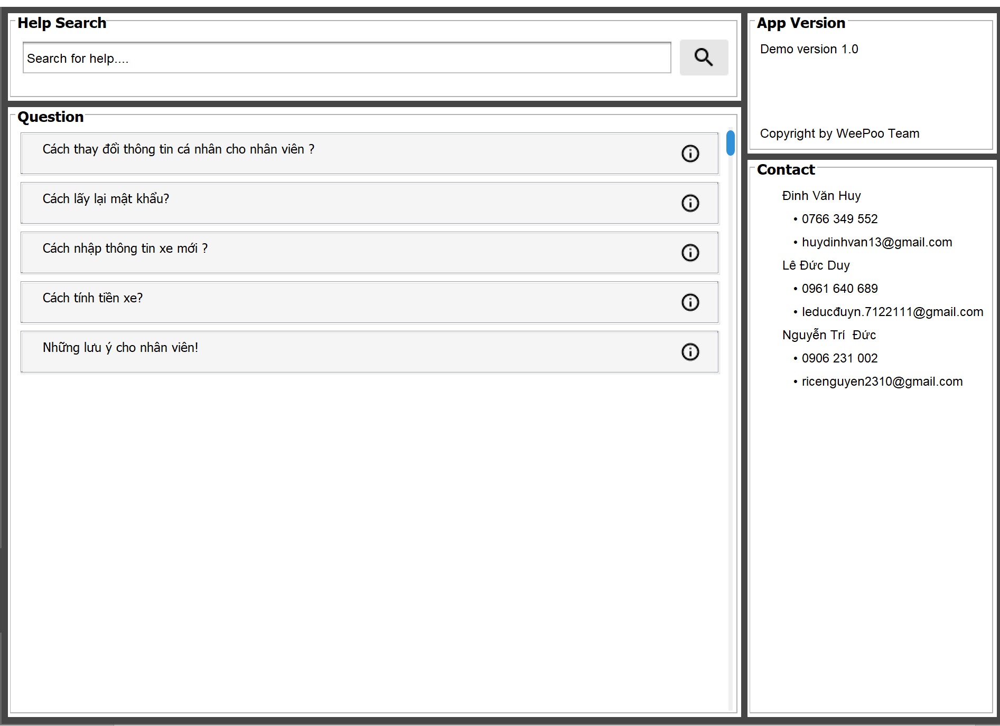 Help Search
Search for help....
Question
Cách thay đổi thông tin cá nhân cho nhân viên ?
Cách lấy lại mật khẩu?
Cách nhập thông tin xe mới ?
Cách tính tiền xe?
Những lưu ý cho nhân viên!
App Version
Demo version 1.0
Copyright by WeePoo Team
Contact
Đinh Văn Huy
• 0766 349 552
• huydinhvan13@gmail.com
Lê Đức Duy
• 0961 640 689
• leducđuyn.7122111@gmail.com
Nguyễn Trí  Đức
• 0906 231 002
• ricenguyen2310@gmail.com